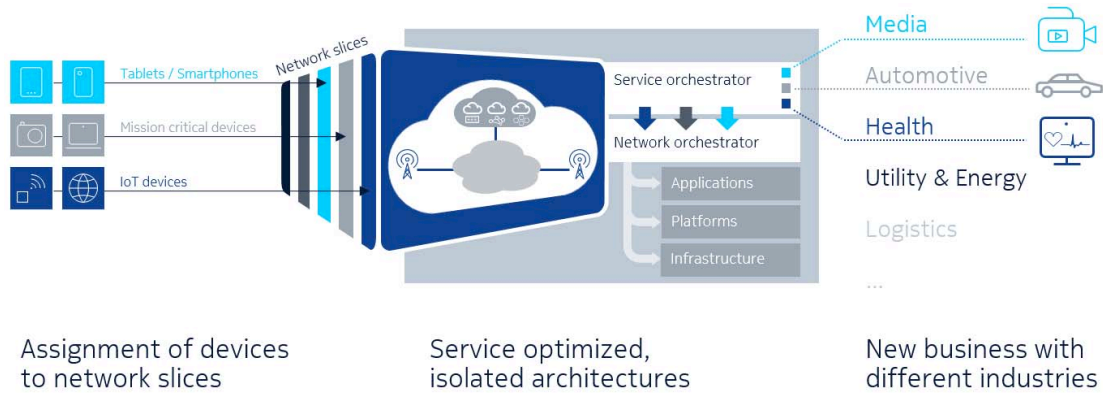 Network slices
Tablets / Smartphones
Mission critical devices
IoT devices
Service orchestrator
Network orchestrator
Applications
Platforms
Infrastructure
Media
Automotive
Health
Utility & Energy
Logistics
...
Assignment of devices
to network slices
Service optimized,
isolated architectures
New business with
different industries